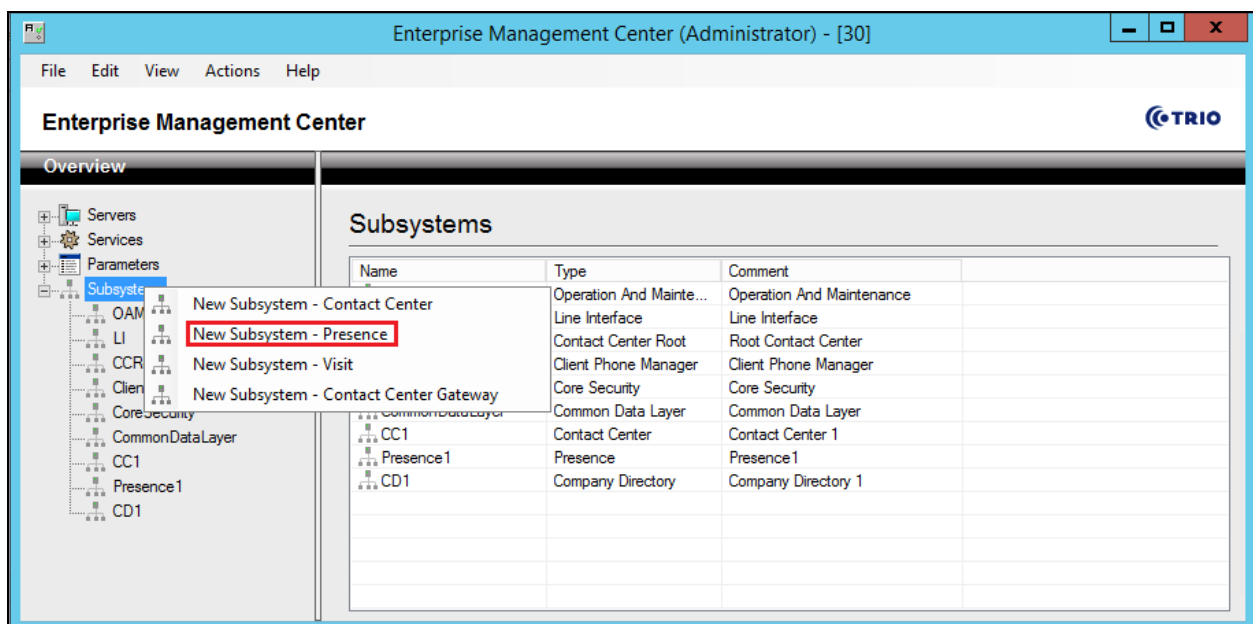 Enterprise Management Center (Administrator) - [30]
File Edit View Actions Help
Enterprise Management Center
TRIO
Overview
Servers
Services
Parameters
Subsystems
Name Type Comment
Operation And Mainte... Operation And Maintenance
Line Interface Line Interface
Contact Center Root Root Contact Center
Client Phone Manager Client Phone Manager
Core Security Core Security
CommonDataLayer Common Data Layer Common Data Layer
CC1 Contact Center Contact Center 1
Presence1 Presence Presence1
CD1 Company Directory Company Directory 1
Subsyste
OAM
LI
CCR
Clien
CoreSecurity
CommonDataLayer
CC1
Presence1
CD1
New Subsystem - Contact Center
New Subsystem - Presence
New Subsystem - Visit
New Subsystem - Contact Center Gateway